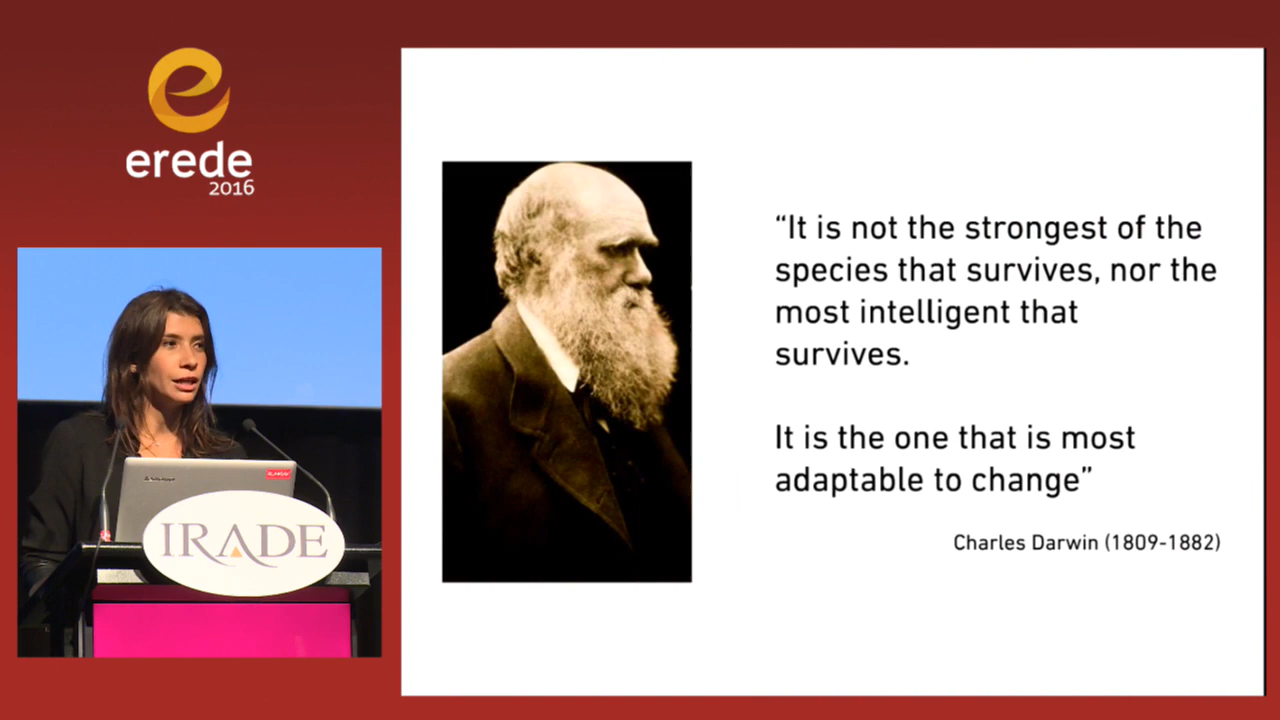 erede
2016
“It is not the strongest of the
species that survives, nor the
most intelligent that
survives.
It is the one that is most
adaptable to change”
Charles Darwin (1809-1882)
IRADE